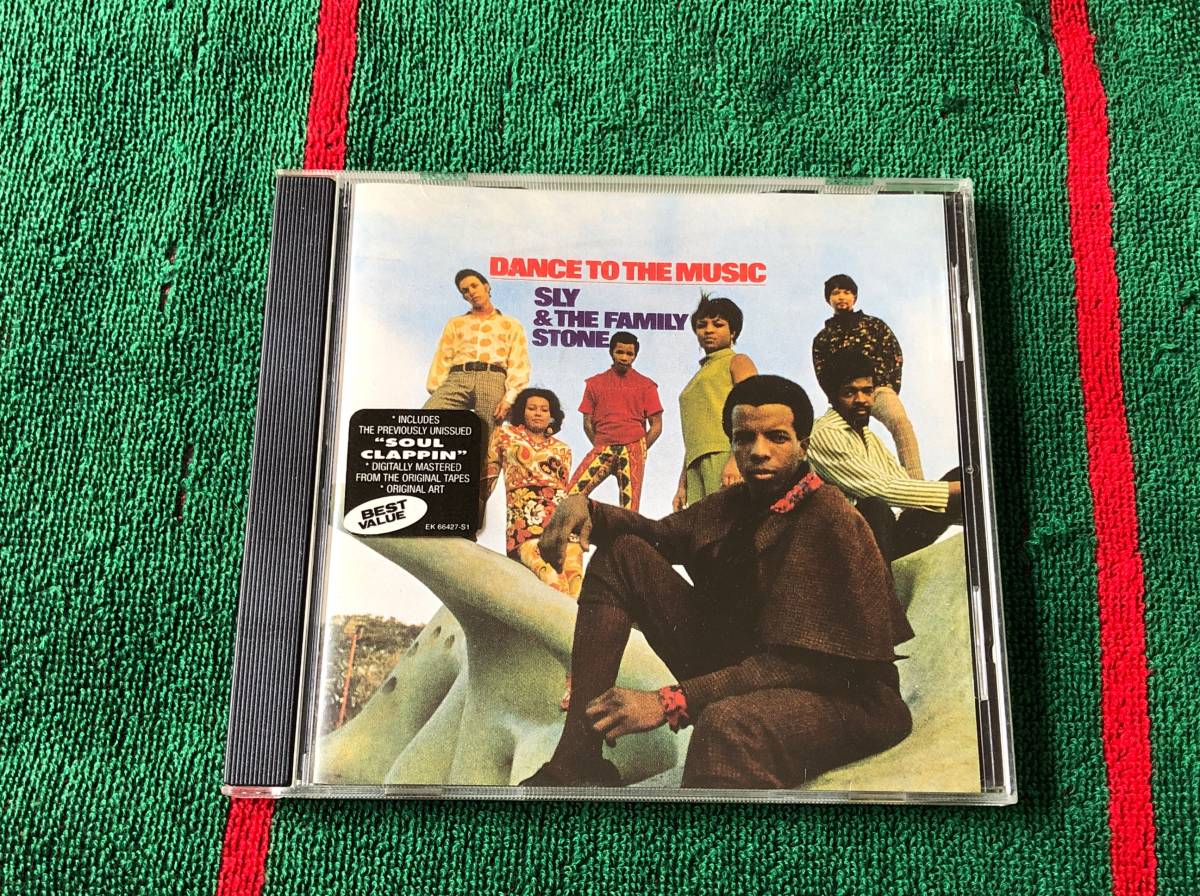 DANCE TO THE MUSIC
SLY
& THE FAMILY
STONE
* INCLUDES
THE PREVIOUSLY UNISSUED
"SOUL
CLAPPIN"
* DIGITALLY MASTERED
FROM THE ORIGINAL TAPES
* ORIGINAL ART
BEST
VALUE
EK 66427-S1